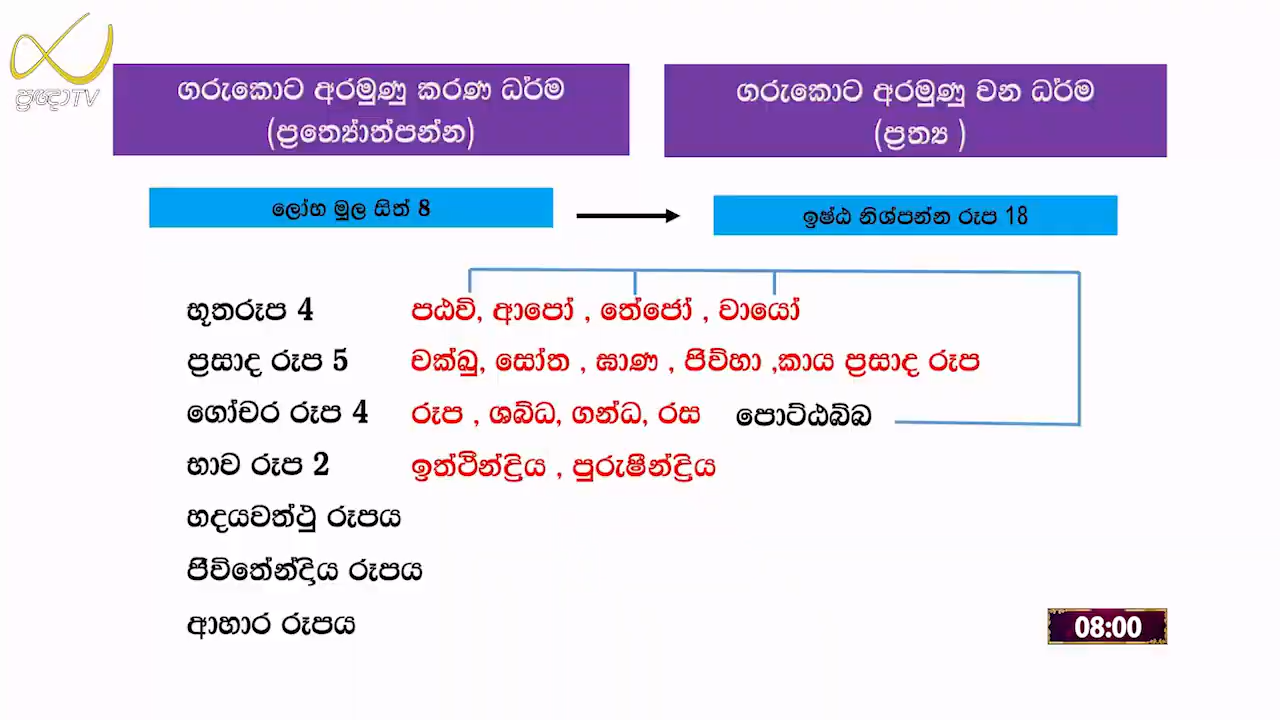 ප්‍රඥාTV
ගරුකොට අරමුණු කරණ ධර්ම
(ප්‍රත්‍යෝත්පන්න)
ගරුකොට අරමුණු වන ධර්ම
(ප්‍රත්‍ය )
ලෝභ මූල සිත් 8
ඉෂ්ඨ නිශ්පන්න රූප 18
භූතරූප 4 පඨවි, ආපෝ , තේජෝ , වායෝ
ප්‍රසාද රූප 5 චක්ඛු, සෝත , ඝාණ , ජිව්හා ,කාය ප්‍රසාද රූප
ගෝචර රූප 4 රූප , ශබ්ධ, ගන්ධ, රස පොට්ඨබ්බ
භාව රූප 2 ඉත්ථීන්ද්‍රිය , පුරුෂීන්ද්‍රිය
හදයවත්ථු රූපය
ජීවිතේන්ද්‍රිය රූපය
ආහාර රූපය
08:00